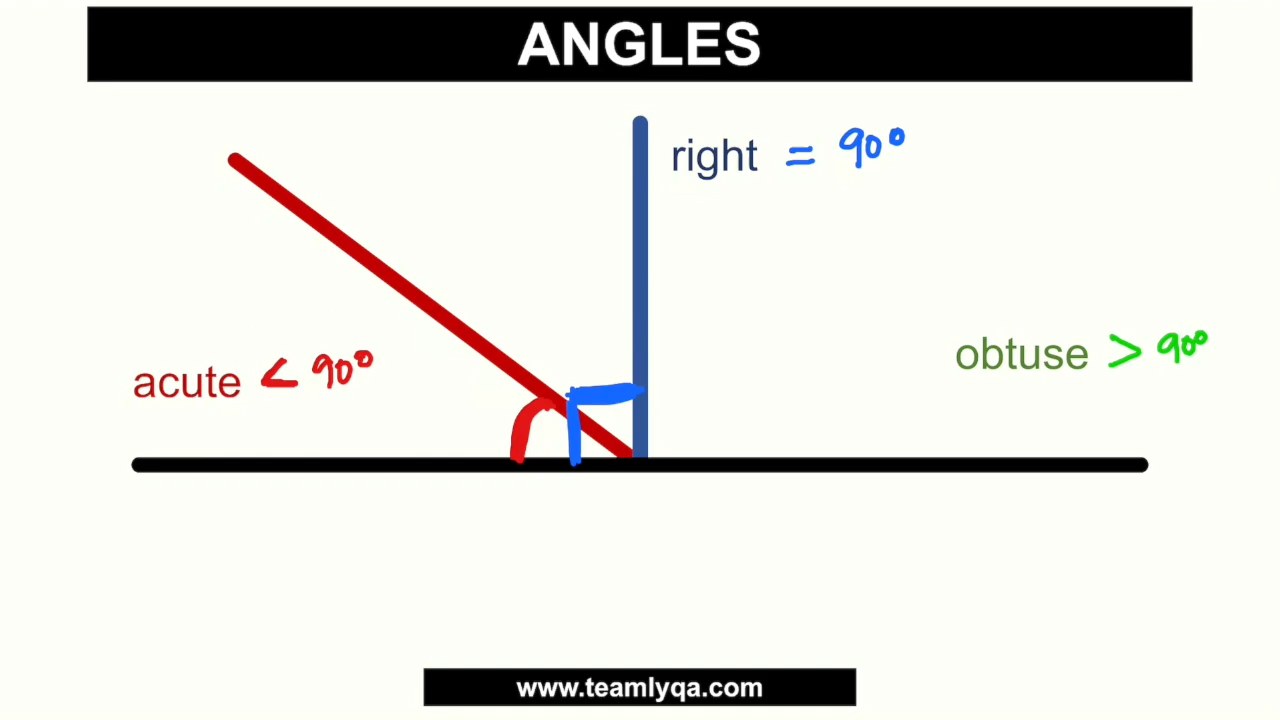 ANGLES
right = 90°
obtuse > 90°
acute < 90°
www.teamlyqa.com